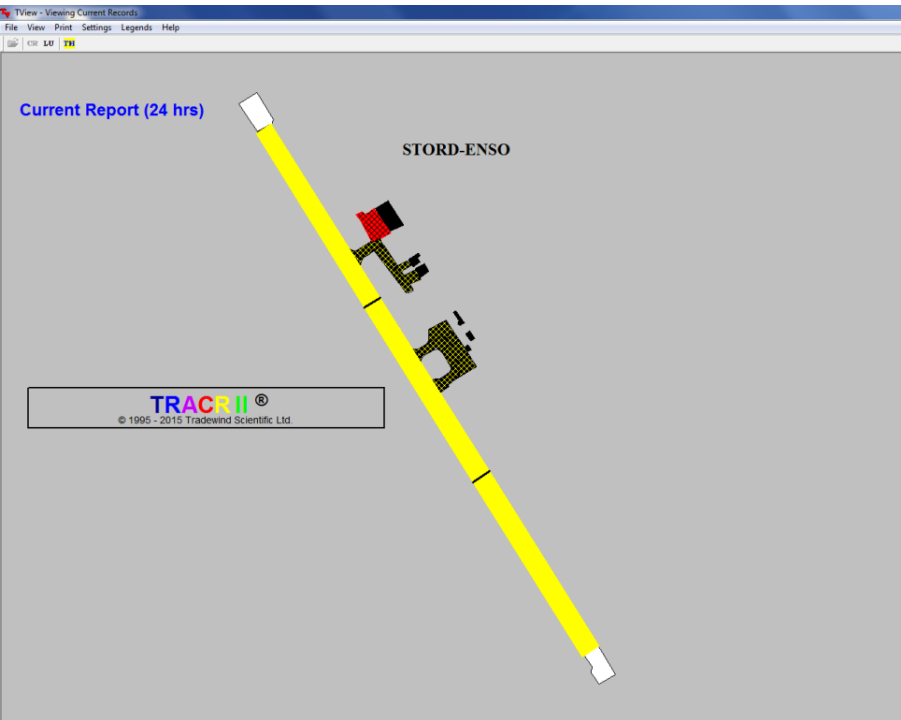 TView - Viewing Current Records
File View Print Settings Legends Help
CR LU TH
Current Report (24 hrs)
STORD-ENSO
TRACR II ®
© 1995 - 2015 Tradewind Scientific Ltd.